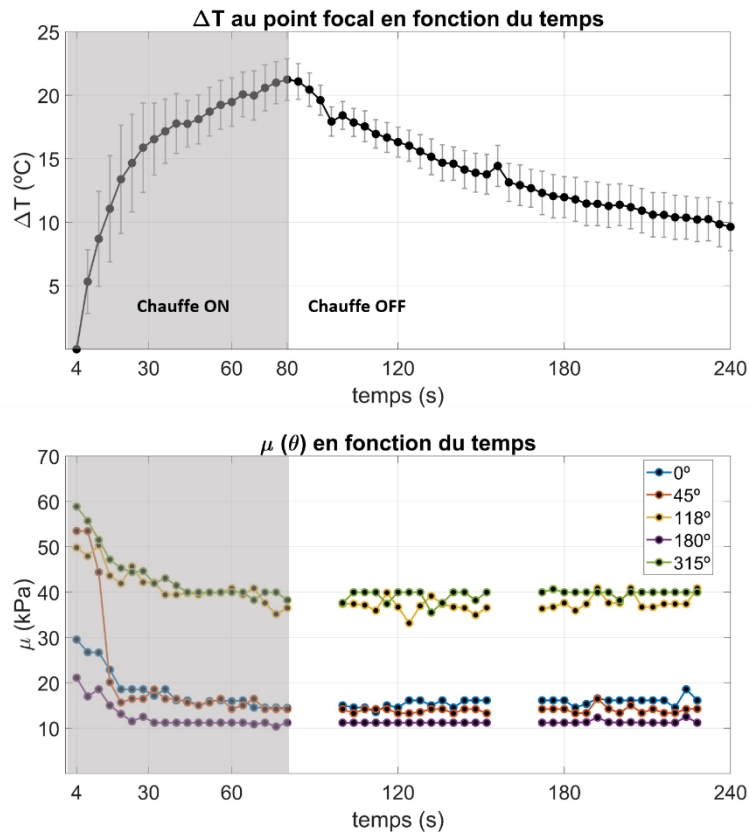 ΔT au point focal en fonction du temps
25
20
15
10
5
ΔT (ºC)
Chauffe ON
Chauffe OFF
4 30 60 80 120 180 240
temps (s)
μ (θ) en fonction du temps
70
60
50
40
30
20
10
μ (kPa)
0º
45º
118º
180º
315º
4 30 60 120 180 240
temps (s)